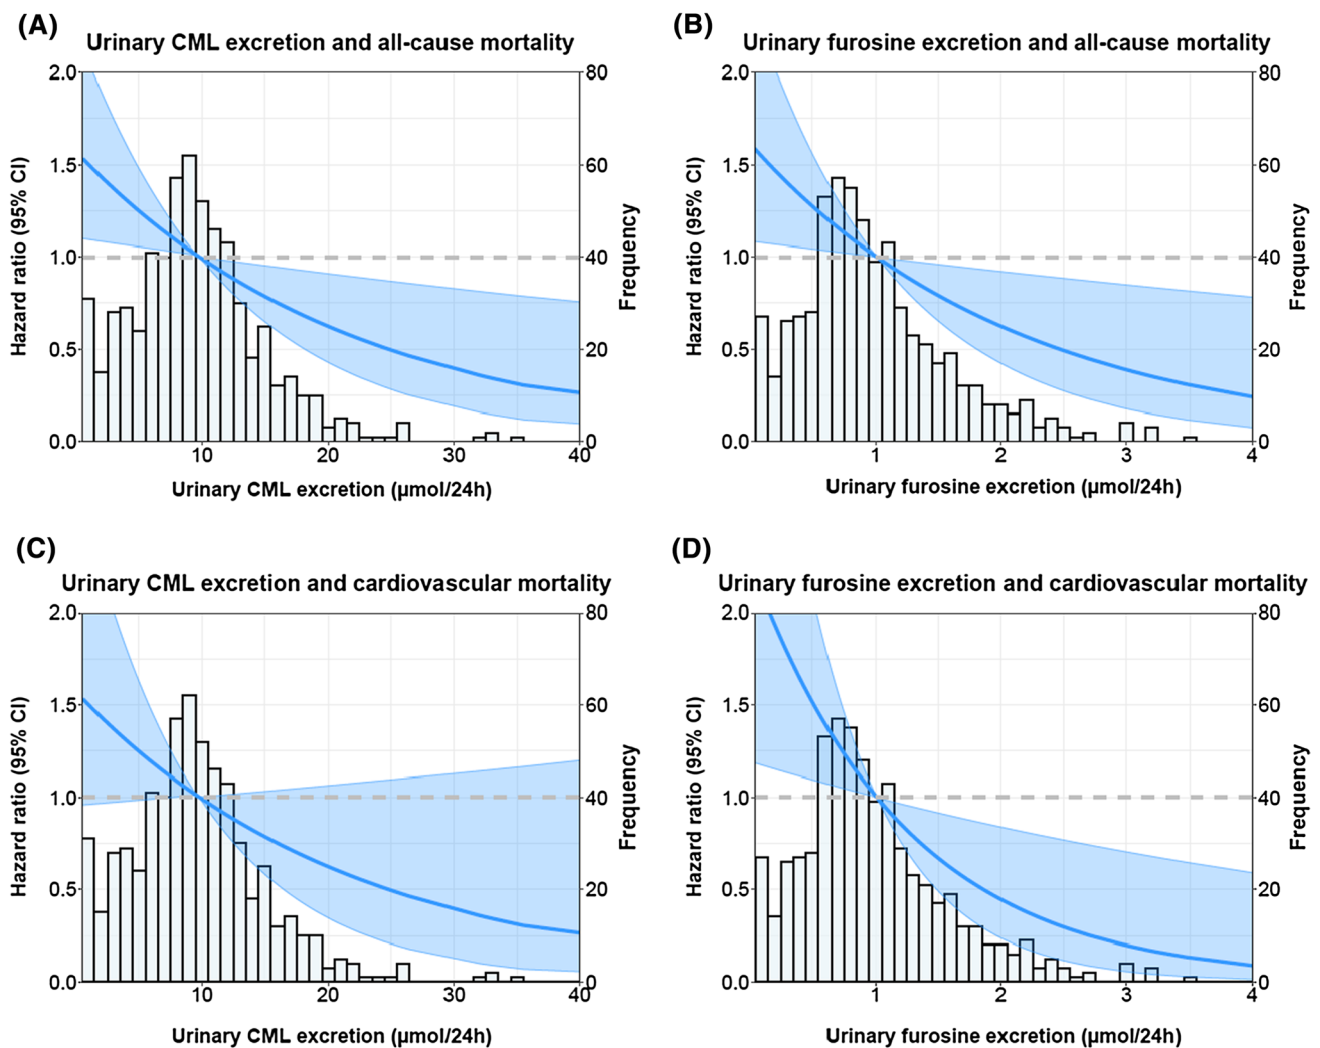 (A)
Urinary CML excretion and all-cause mortality
2.0
1.5
1.0
0.5
0.0
Hazard ratio (95% CI)
80
60
40
20
0
Frequency
10 20 30 40
Urinary CML excretion (µmol/24h)
(B)
Urinary furosine excretion and all-cause mortality
2.0
1.5
1.0
0.5
0.0
Hazard ratio (95% CI)
80
60
40
20
0
Frequency
1 2 3 4
Urinary furosine excretion (µmol/24h)
(C)
Urinary CML excretion and cardiovascular mortality
2.0
1.5
1.0
0.5
0.0
Hazard ratio (95% CI)
80
60
40
20
0
Frequency
10 20 30 40
Urinary CML excretion (µmol/24h)
(D)
Urinary furosine excretion and cardiovascular mortality
2.0
1.5
1.0
0.5
0.0
Hazard ratio (95% CI)
80
60
40
20
0
Frequency
1 2 3 4
Urinary furosine excretion (µmol/24h)